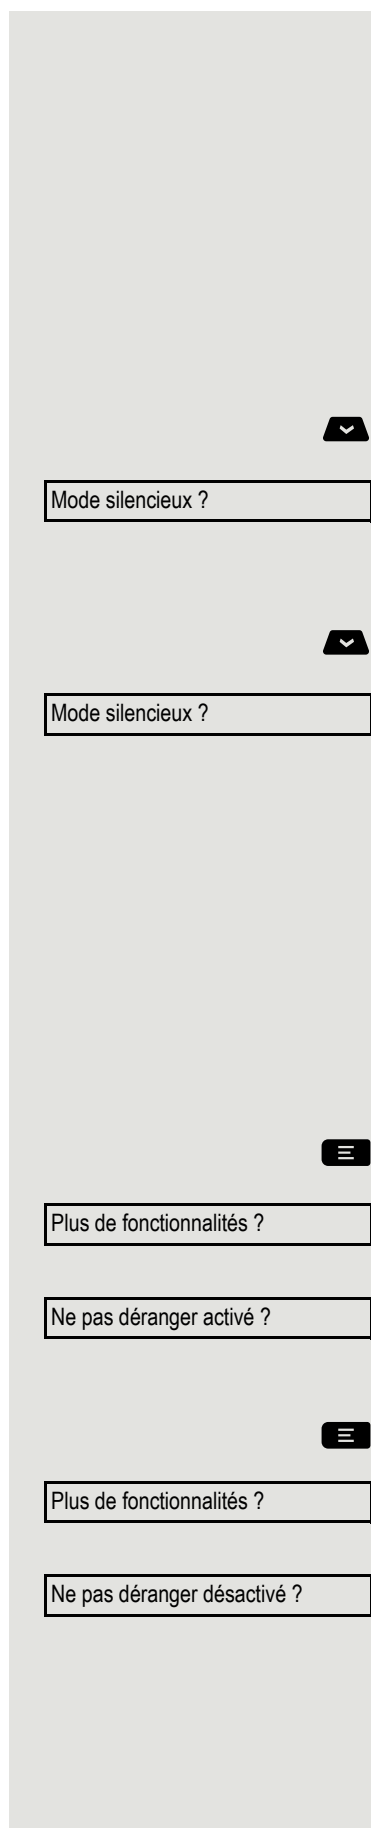 Mode silencieux ?
Mode silencieux ?
Plus de fonctionnalités ?
Ne pas déranger activé ?
Plus de fonctionnalités ?
Ne pas déranger désactivé ?